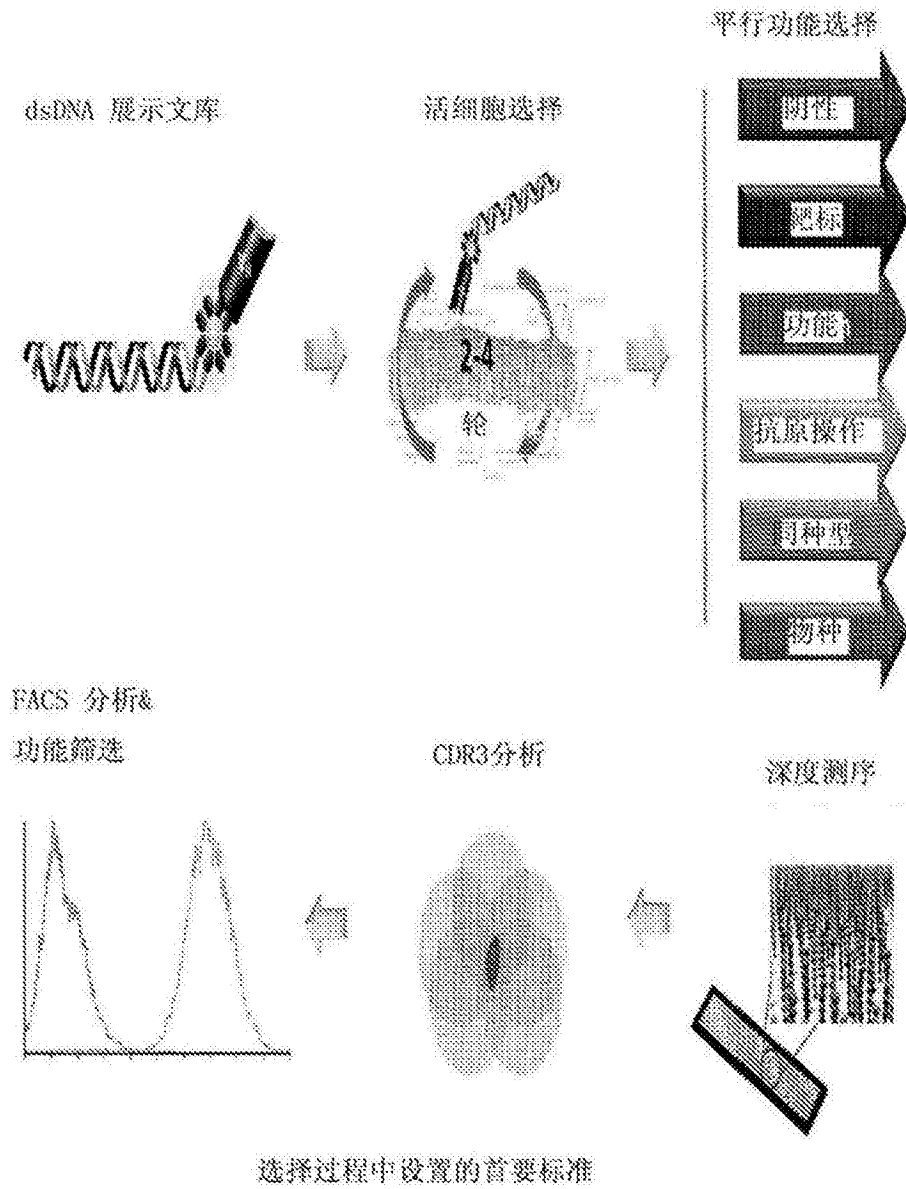 平行功能选择
dsDNA 展示文库
活细胞选择
阴性
靶标
功能
抗原操作
同种型
物种
2-4
轮
FACS 分析&
功能筛选
CDR3分析
深度测序
选择过程中设置的首要标准